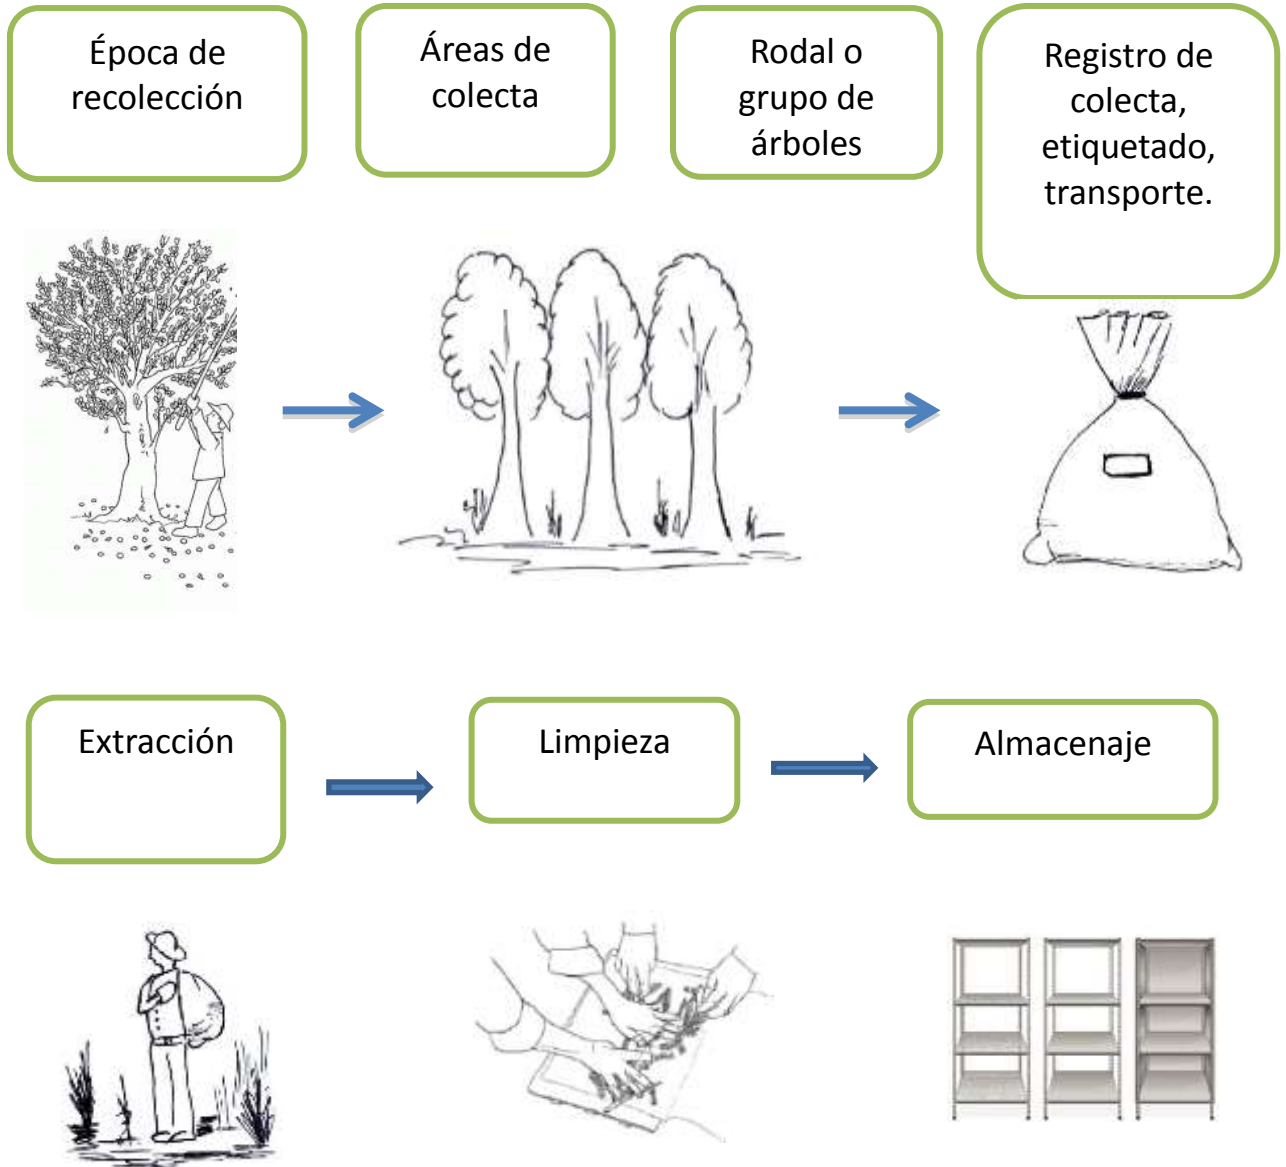 Época de
recolección
Áreas de
colecta
Rodal o
grupo de
árboles
Registro de
colecta,
etiquetado,
transporte.
Extracción
Limpieza
Almacenaje